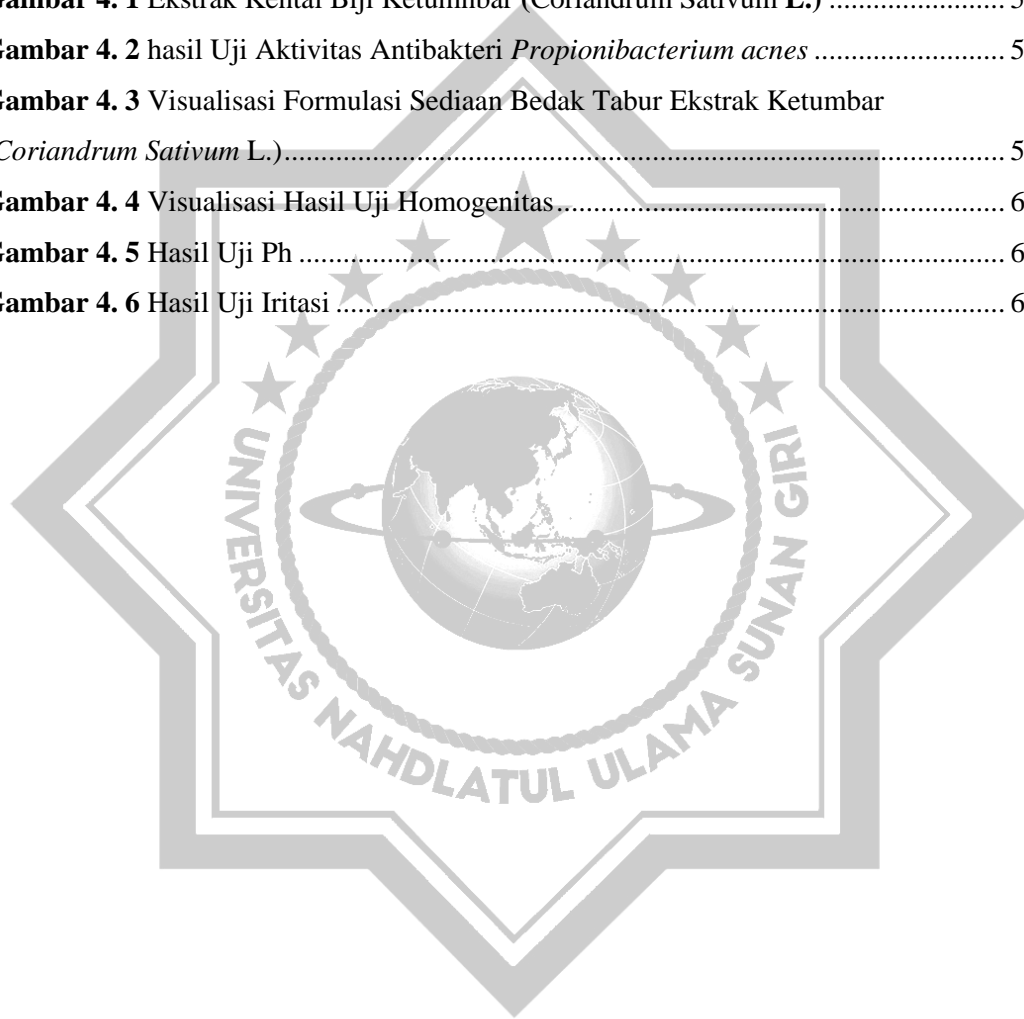 Gambar 4. 1 Ekstrak Kental Biji Ketumnbar (Coriandrum Sativum L.) ........................ 5
Gambar 4. 2 hasil Uji Aktivitas Antibakteri Propionibacterium acnes ......................... 5
Gambar 4. 3 Visualisasi Formulasi Sediaan Bedak Tabur Ekstrak Ketumbar
Coriandrum Sativum L.)................................................................................................ 5
Gambar 4. 4 Visualisasi Hasil Uji Homogenitas............................................................ 6
Gambar 4. 5 Hasil Uji Ph ............................................................................................... 6
Gambar 4. 6 Hasil Uji Iritasi .......................................................................................... 6
UNIVERSITAS NAHDLATUL ULAMA SUNAN GIRI